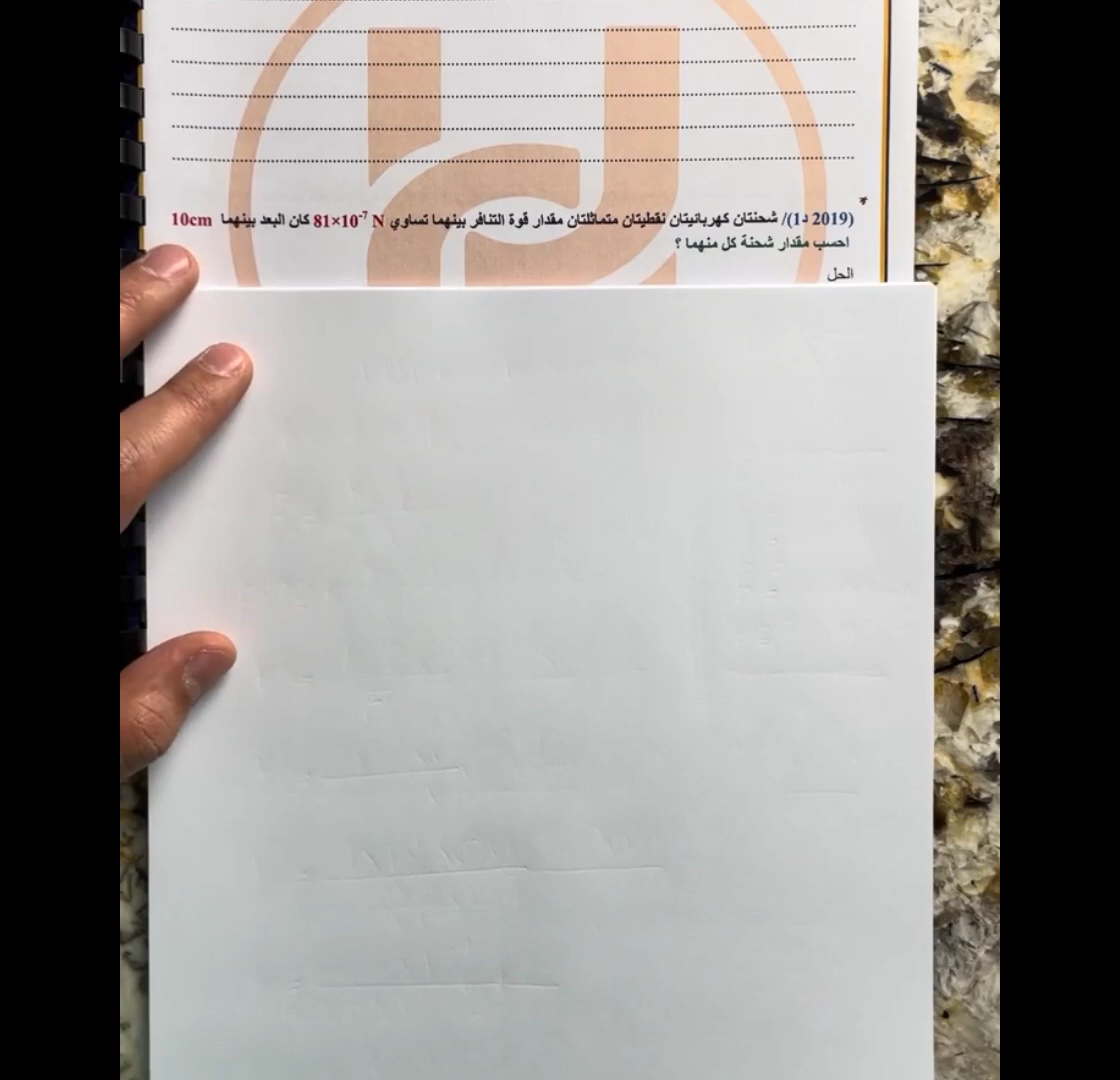 * (2019 د1)/ شحنتان كهربائيتان نقطيتان متماثلتان مقدار قوة التنافر بينهما تساوي 81×10⁻⁷ N كان البعد بينهما 10cm
احسب مقدار شحنة كل منهما ؟
الحل